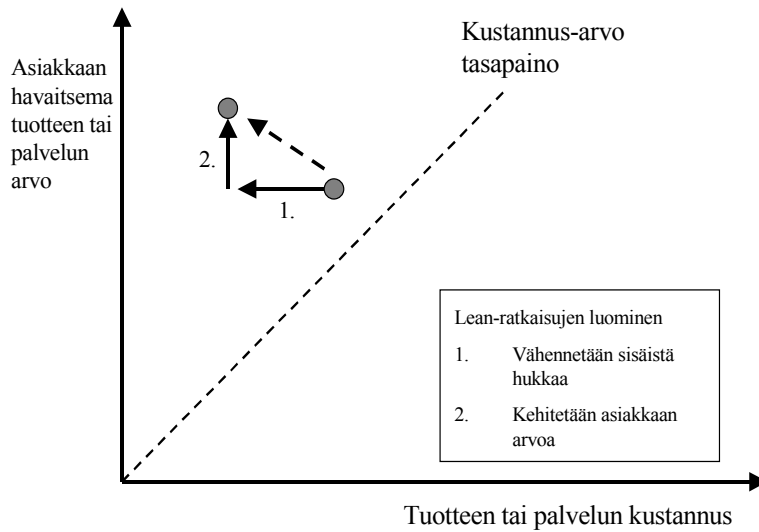 Kustannus-arvo
tasapaino
Asiakkaan
havaitsema
tuotteen tai
palvelun
arvo
2.
1.
Lean-ratkaisujen luominen
1. Vähennetään sisäistä
hukkaa
2. Kehitetään asiakkaan
arvoa
Tuotteen tai palvelun kustannus